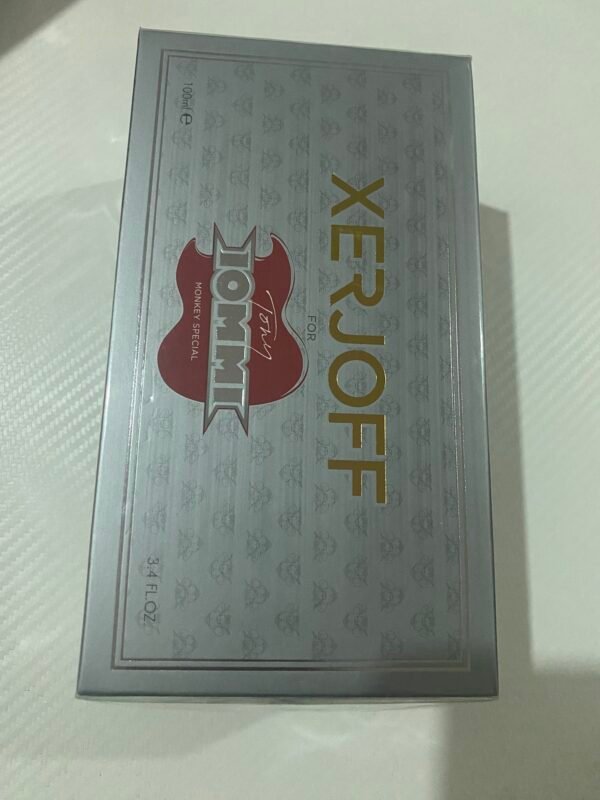 XERJOFF
FOR
Tony
IOMMI
MONKEY SPECIAL
100ml e
3.4 FL.OZ.